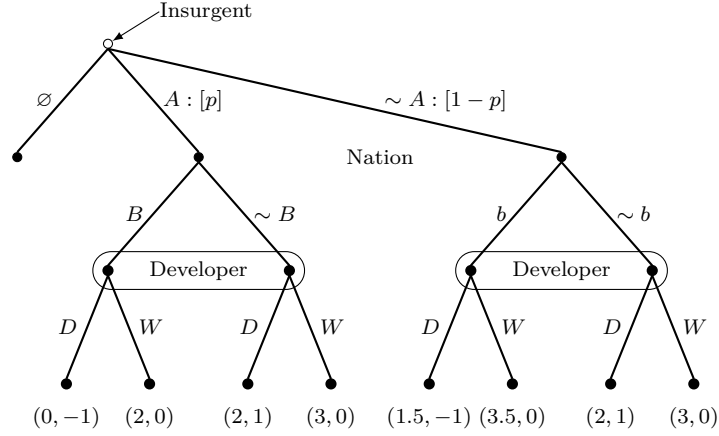 Insurgent
∅
A : [p]
∼ A : [1 − p]
Nation
B
∼ B
b
∼ b
Developer
Developer
D
W
D
W
D
W
D
W
(0, −1)
(2, 0)
(2, 1)
(3, 0)
(1.5, −1)
(3.5, 0)
(2, 1)
(3, 0)